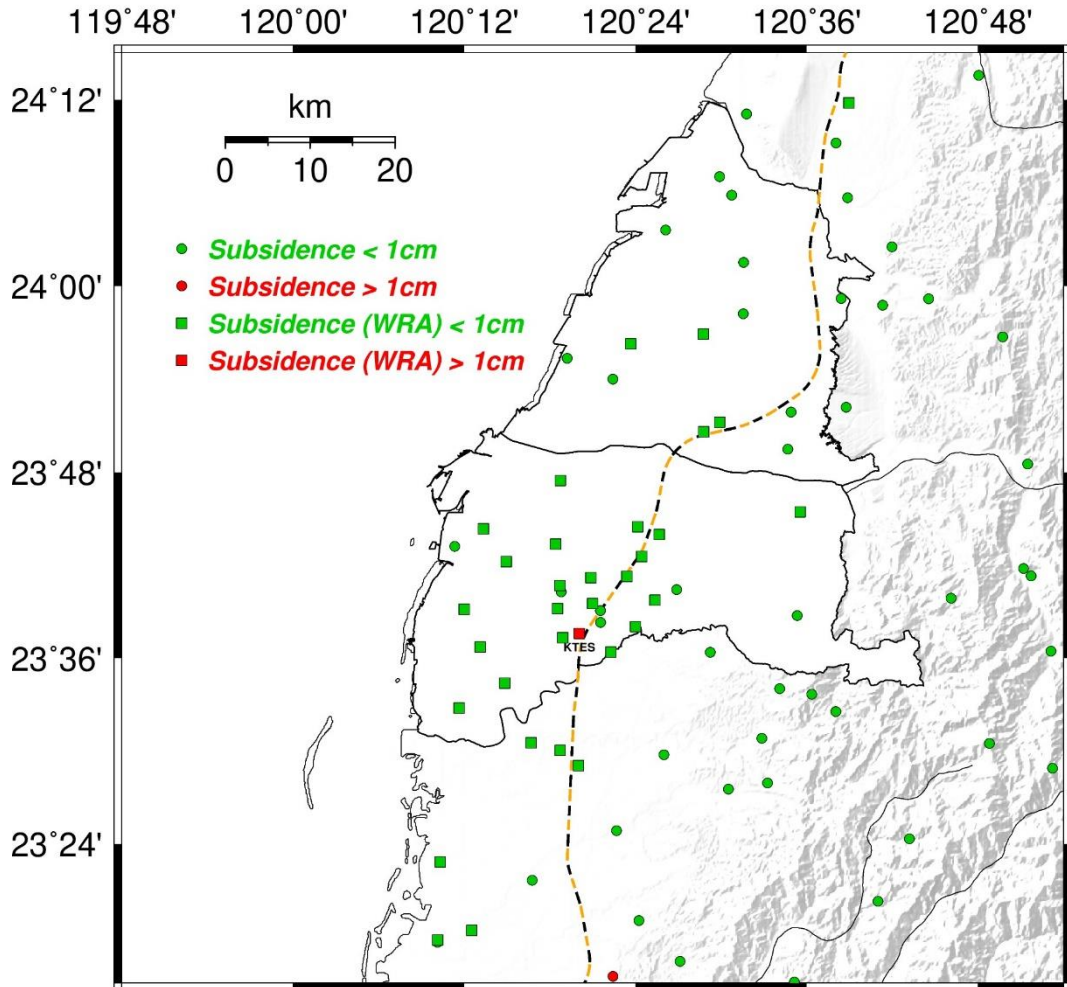 119˚48' 120˚00' 120˚12' 120˚24' 120˚36' 120˚48'
24˚12'
km
0 10 20
Subsidence < 1cm
Subsidence > 1cm
24˚00'
Subsidence (WRA) < 1cm
Subsidence (WRA) > 1cm
23˚48'
KTES
23˚36'
23˚24'